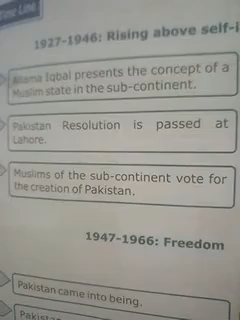 Time Line
1927-1946: Rising above self-i
Allama Iqbal presents the concept of a
Muslim state in the sub-continent.
Pakistan Resolution is passed at
Lahore.
Muslims of the sub-continent vote for
the creation of Pakistan.
1947-1966: Freedom
Pakistan came into being.